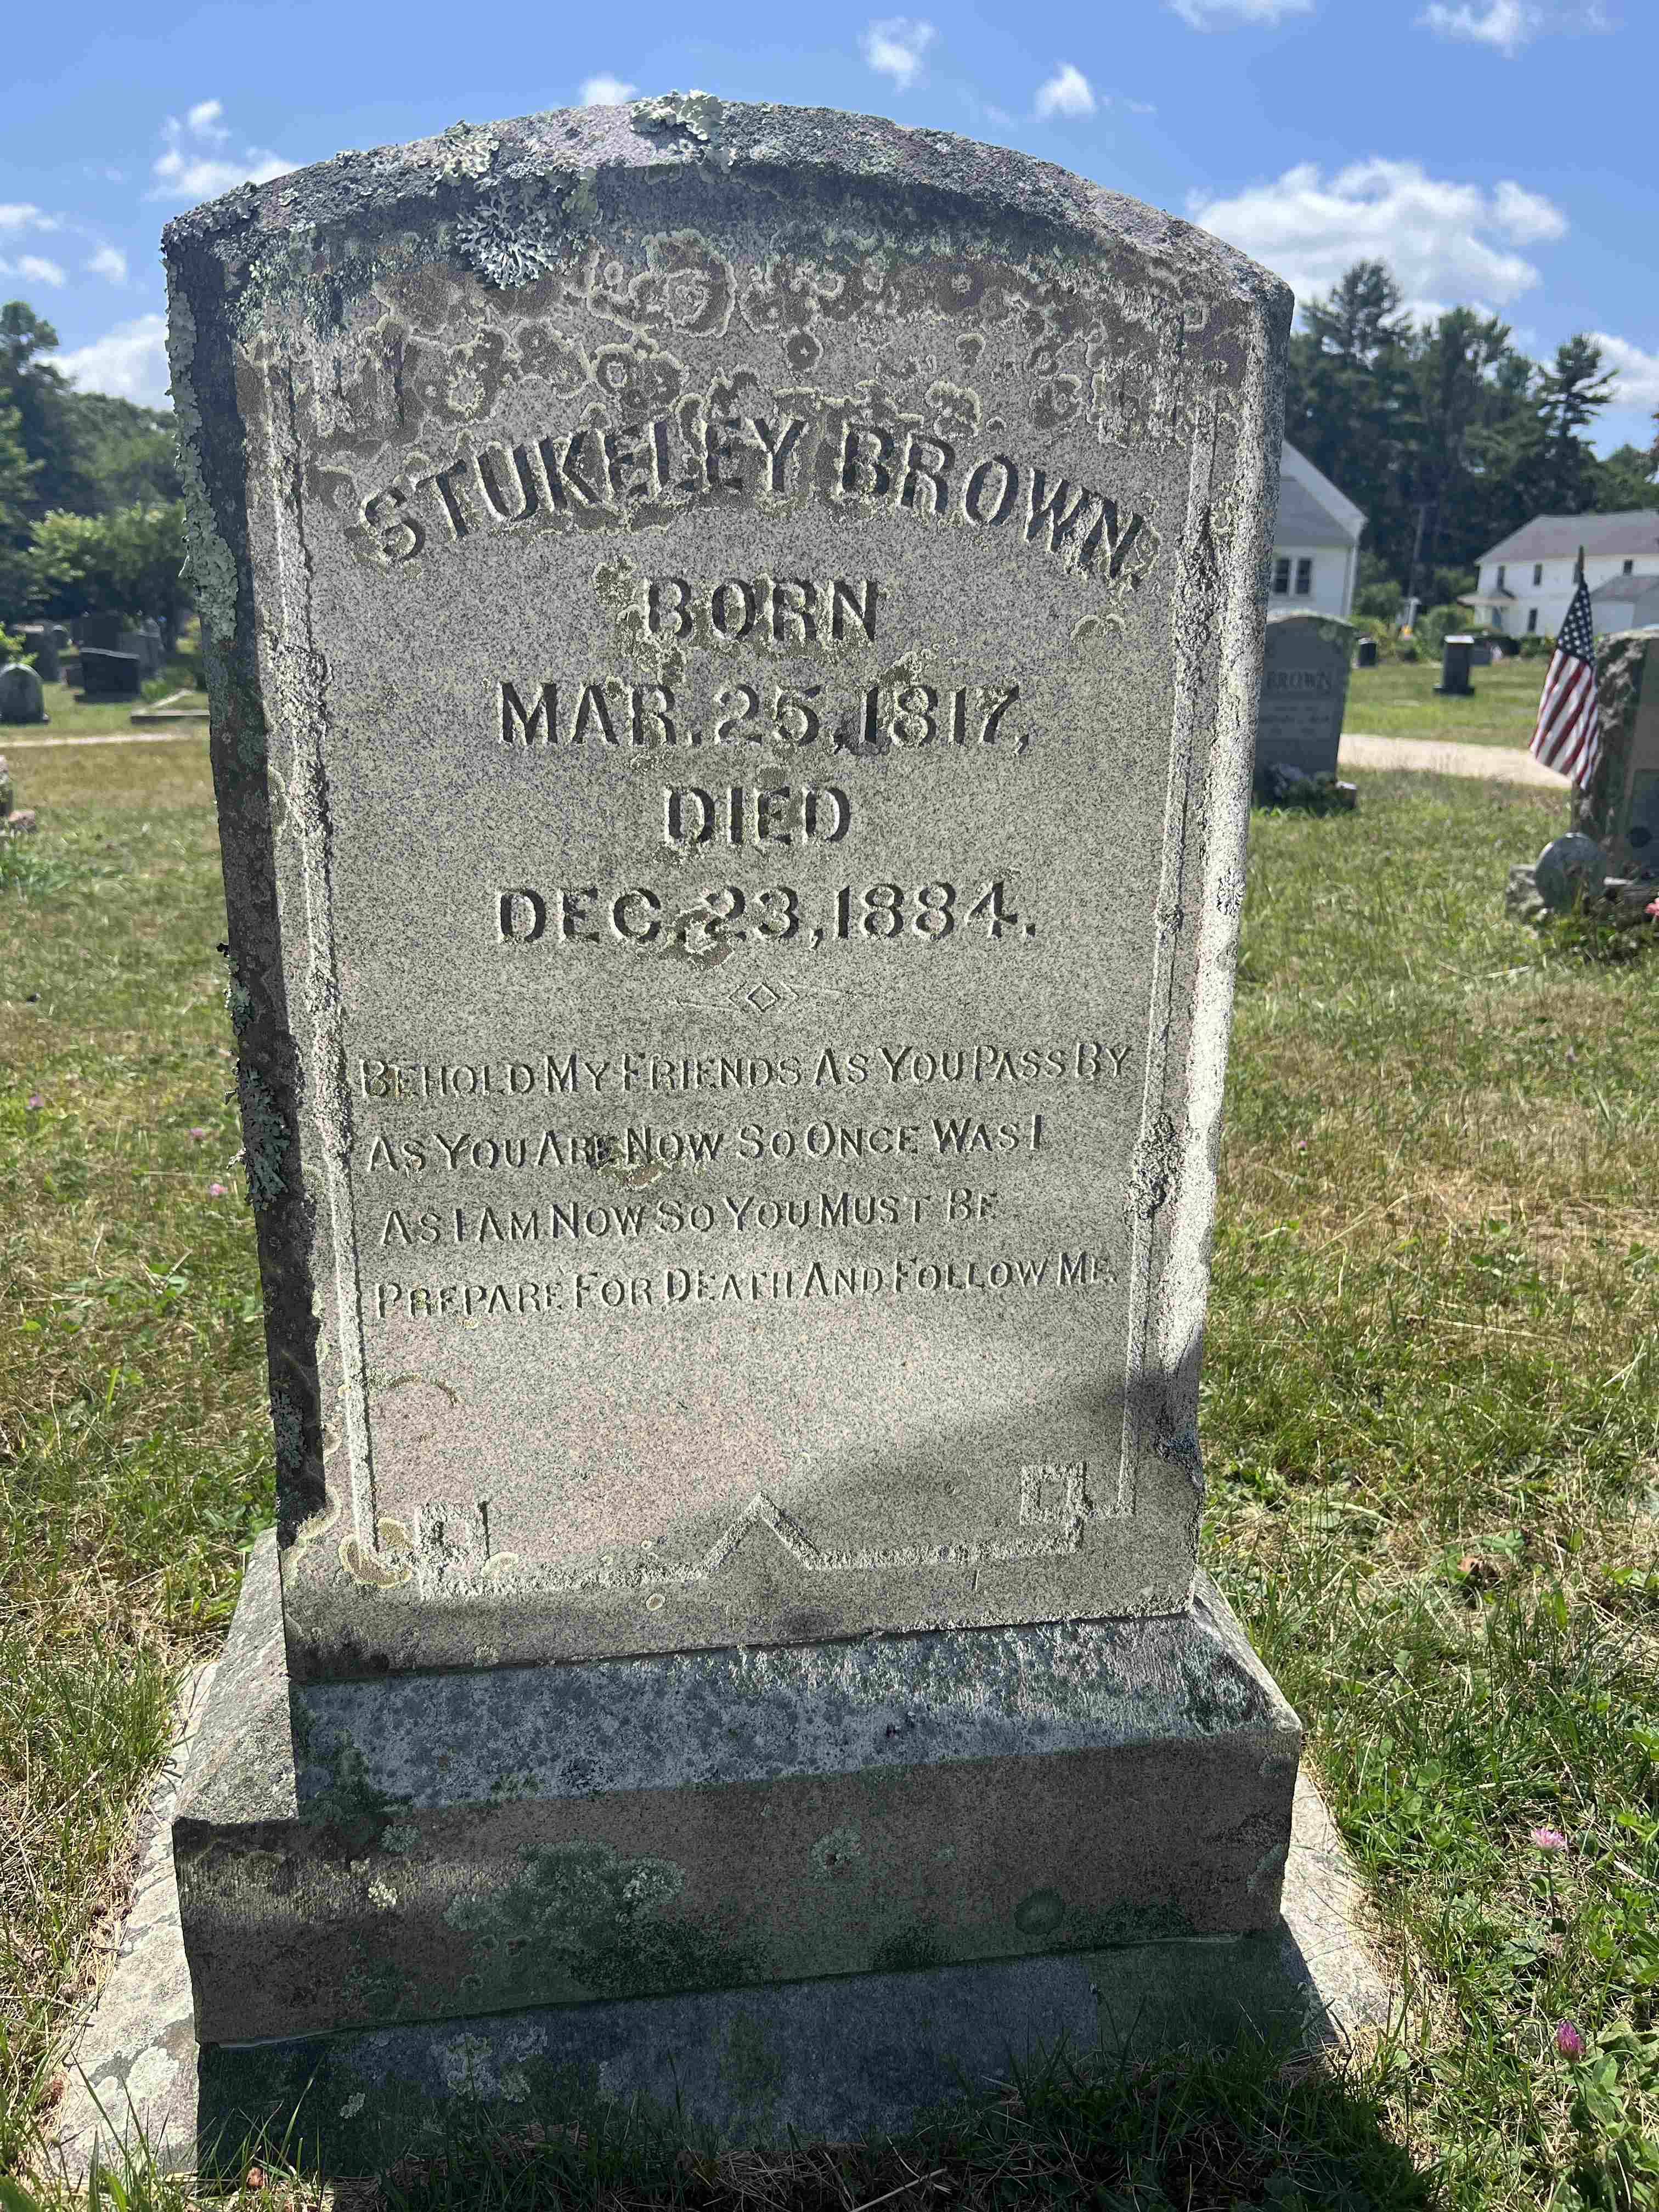 STUKELEY BROWN,
BORN
MAR. 25, 1817,
DIED
DEC. 23, 1884.
BEHOLD MY FRIENDS AS YOU PASS BY
AS YOU ARE NOW SO ONCE WAS I
AS I AM NOW SO YOU MUST BE
PREPARE FOR DEATH AND FOLLOW ME.
BROWN